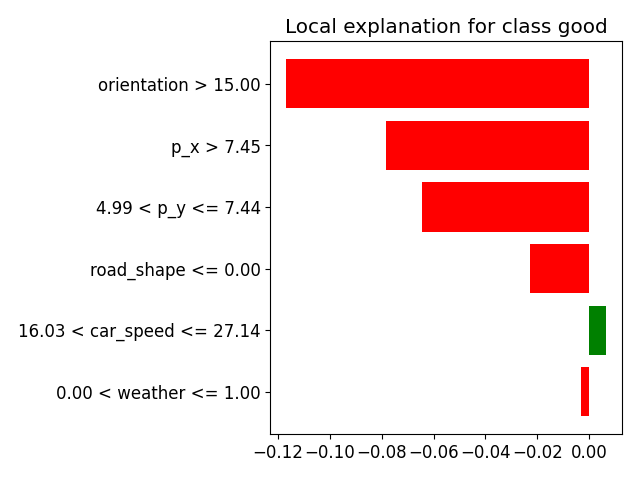 Local explanation for class good
orientation > 15.00
p_x > 7.45
4.99 < p_y <= 7.44
road_shape <= 0.00
16.03 < car_speed <= 27.14
0.00 < weather <= 1.00
−0.12 −0.10 −0.08 −0.06 −0.04 −0.02 0.00